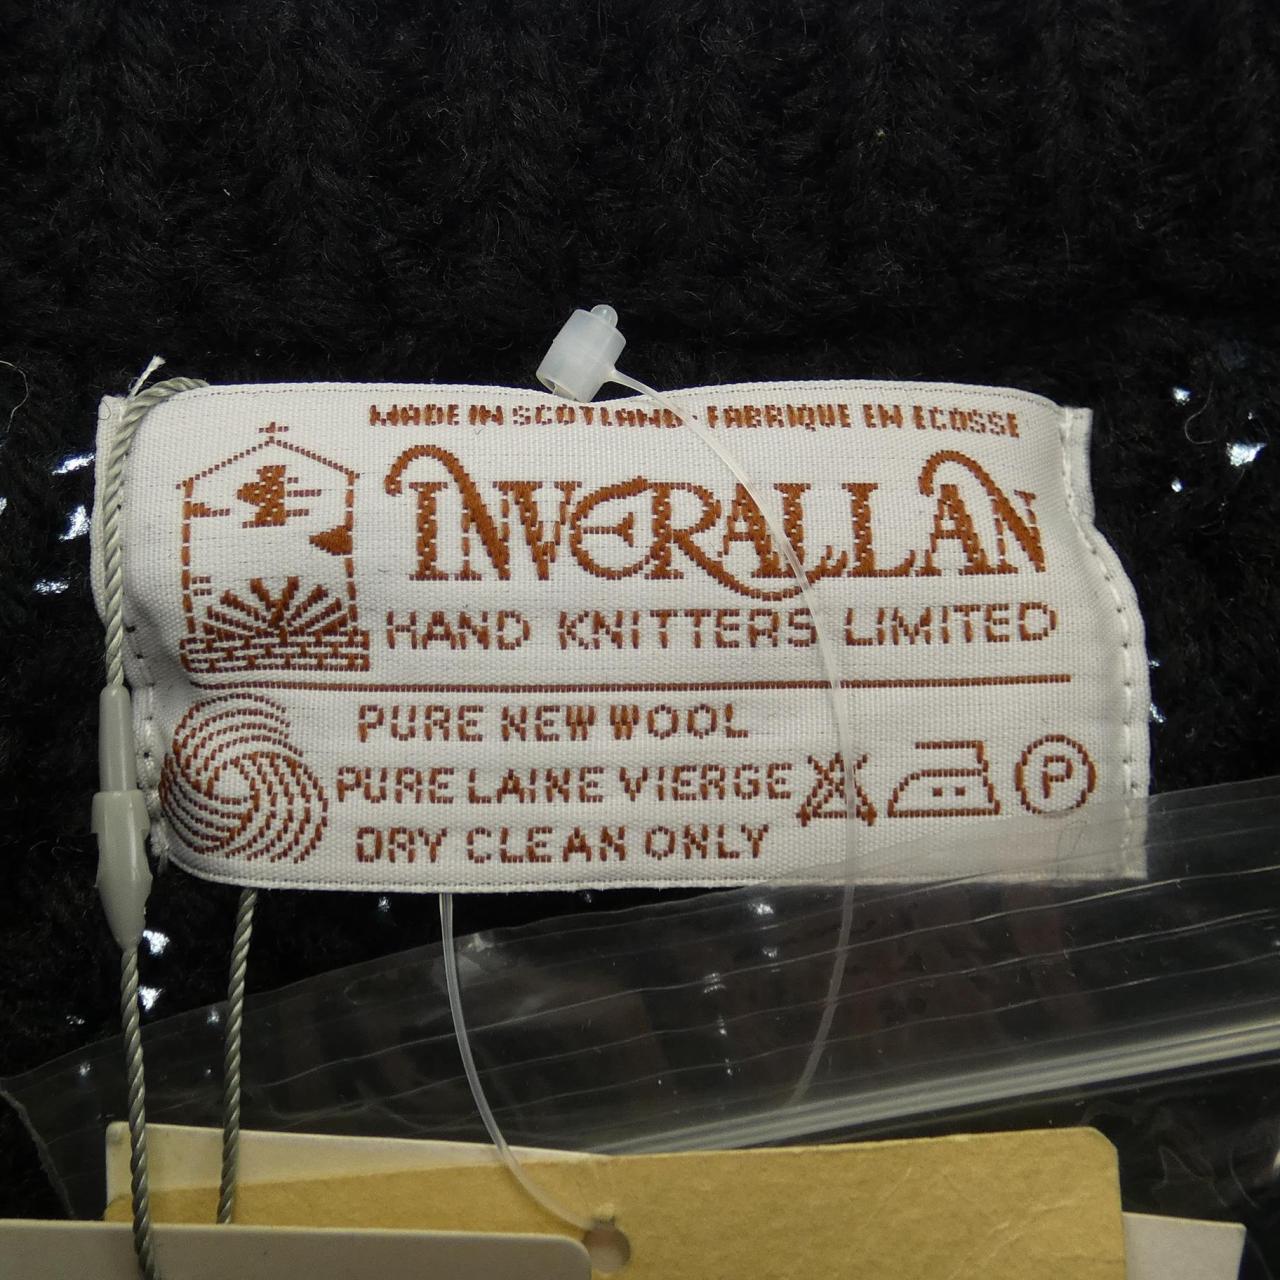 MADE IN SCOTLAND · FABRIQUE EN ECOSSE
INVERALLAN
HAND KNITTERS LIMITED
PURE NEW WOOL
PURE LAINE VIERGE
P
DRY CLEAN ONLY